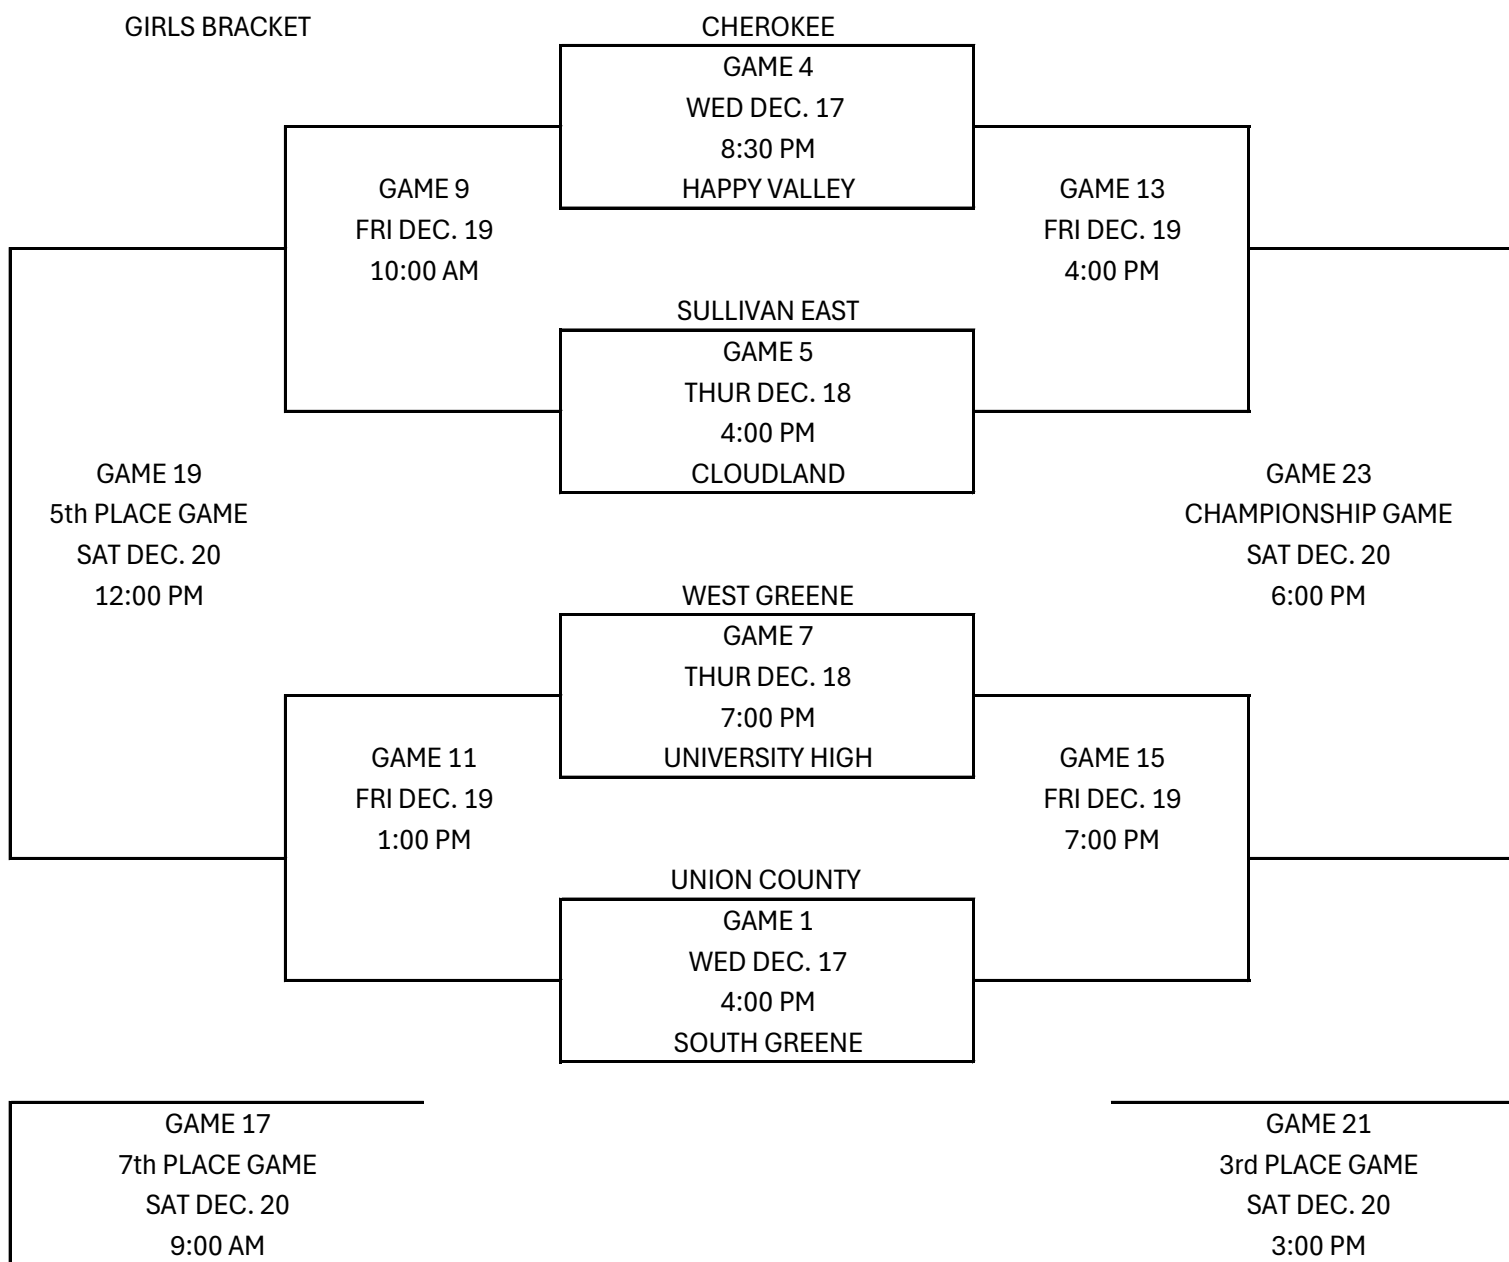 GIRLS BRACKET
CHEROKEE
GAME 4
WED DEC. 17
8:30 PM
HAPPY VALLEY
GAME 9
FRI DEC. 19
10:00 AM
GAME 13
FRI DEC. 19
4:00 PM
SULLIVAN EAST
GAME 5
THUR DEC. 18
4:00 PM
CLOUDLAND
GAME 19
5th PLACE GAME
SAT DEC. 20
12:00 PM
GAME 23
CHAMPIONSHIP GAME
SAT DEC. 20
6:00 PM
WEST GREENE
GAME 7
THUR DEC. 18
7:00 PM
UNIVERSITY HIGH
GAME 11
FRI DEC. 19
1:00 PM
GAME 15
FRI DEC. 19
7:00 PM
UNION COUNTY
GAME 1
WED DEC. 17
4:00 PM
SOUTH GREENE
GAME 17
7th PLACE GAME
SAT DEC. 20
9:00 AM
GAME 21
3rd PLACE GAME
SAT DEC. 20
3:00 PM